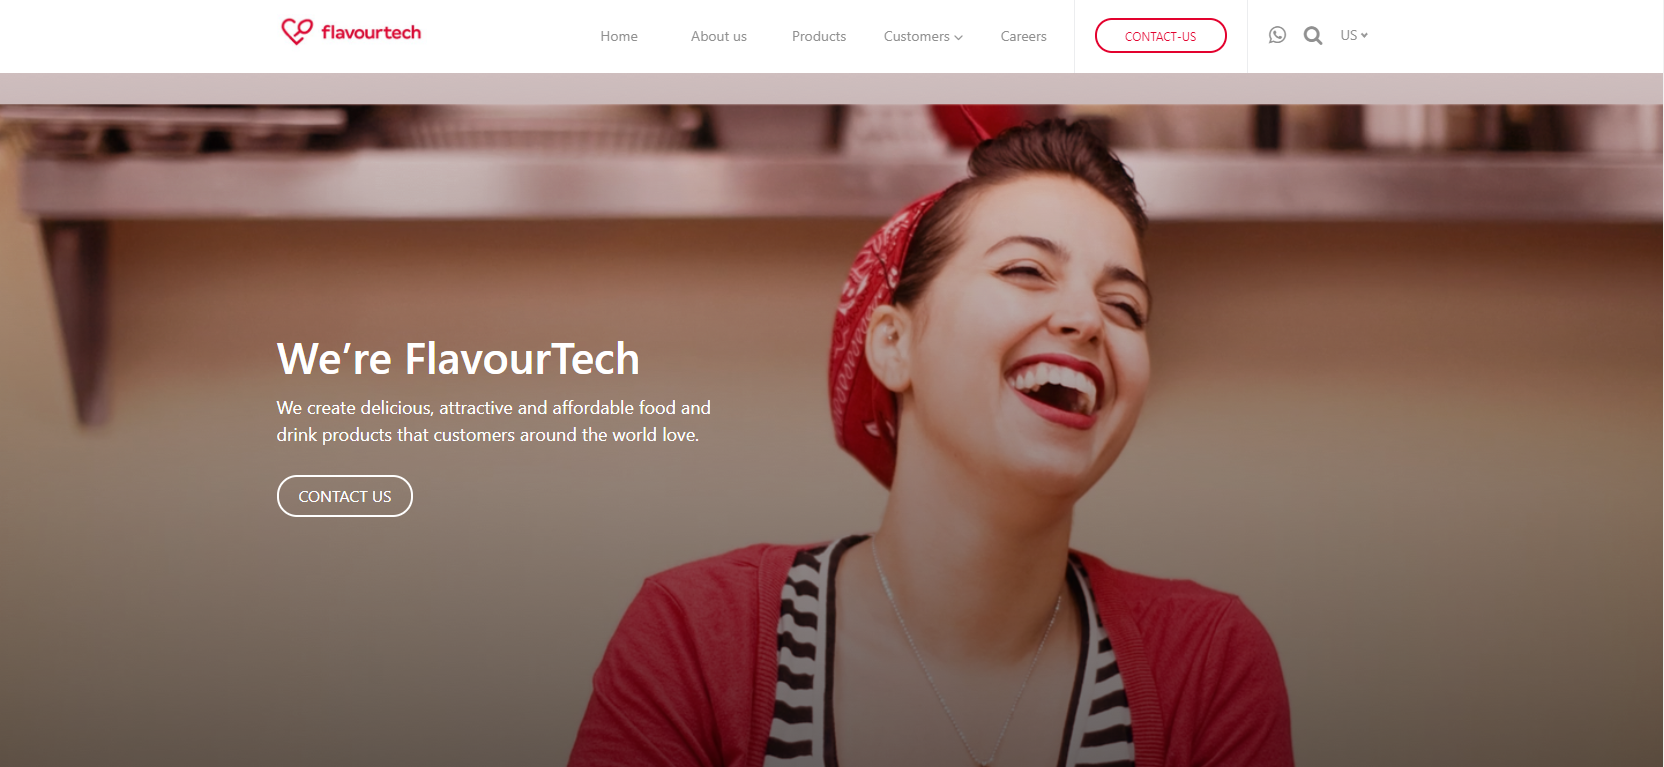 flavourtech
Home
About us
Products
Customers
Careers
CONTACT-US
US
We’re FlavourTech
We create delicious, attractive and affordable food and
drink products that customers around the world love.
CONTACT US